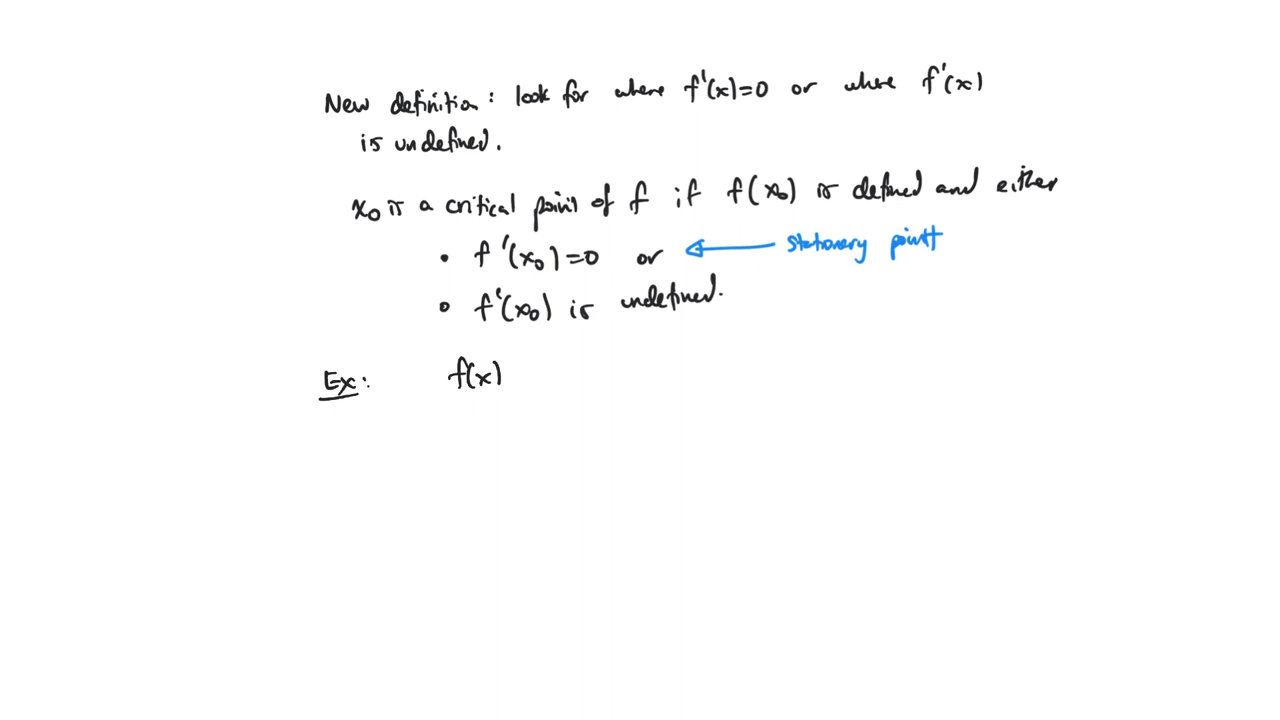 New definition: look for where f'(x)=0 or where f'(x)
is undefined.
x₀ is a critical point of f if f(x₀) is defined and either
• f'(x₀)=0 or ← stationary point
• f'(x₀) is undefined.
Ex: f(x)